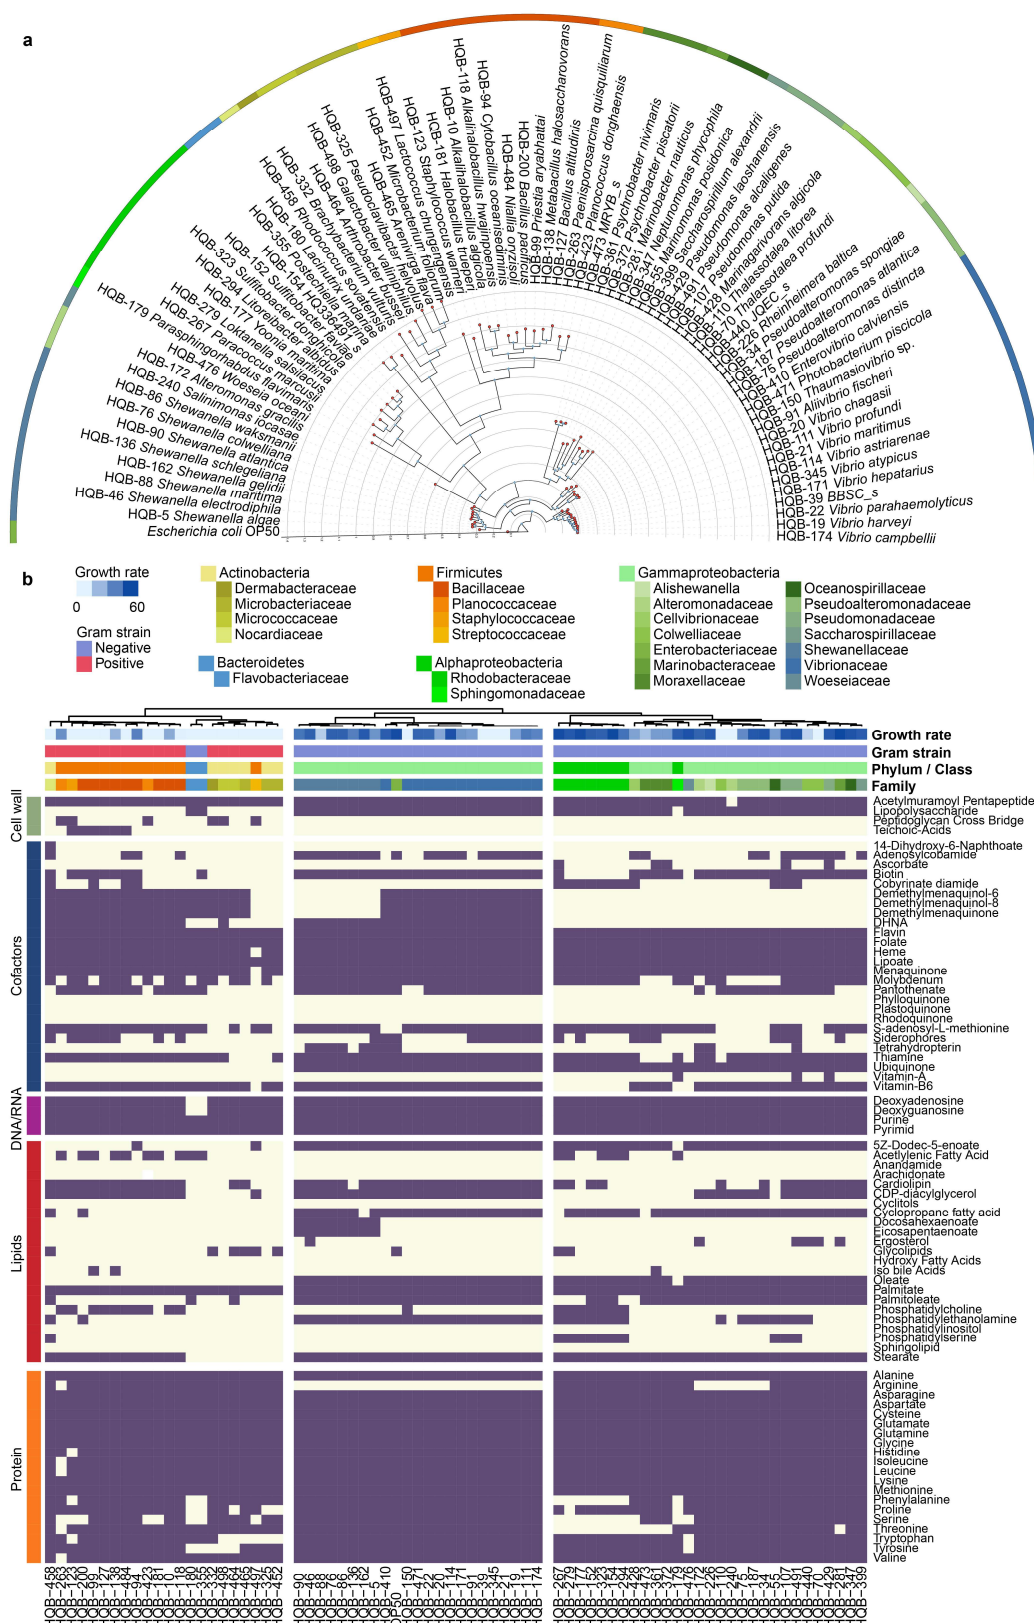 a
HQB-118 Alkalihalobacillus hwajinpoensis
HQB-94 Cytobacillus oceanisediminis
HQB-484 Niallia oryzisoli
HQB-200 Bacillus pacificus
HQB-99 Priestia aryabhattai
HQB-138 Metabacillus halosaccharovorans
HQB-127 Bacillus altitudinis
HQB-263 Paenisporosarcina quisquiliarum
HQB-423 Planococcus donghaensis
HQB-473 MRYB_s
HQB-361 Psychrobacter nivimaris
HQB-372 Psychrobacter piscatorii
HQB-281 Marinobacter nauticus
HQB-347 Neptunomonas phycophila
HQB-55 Marinomonas posidonica
HQB-399 Saccharospirillum alexandrii
HQB-429 Pseudomonas laoshanensis
HQB-491 Pseudomonas alcaligenes
HQB-107 Pseudomonas putida
HQB-428 Marinagarivorans algicola
HQB-110 Thalassotalea litorea
HQB-70 Thalassotalea profundi
HQB-440 JQEC_s
HQB-226 Rheinheimera baltica
HQB-34 Pseudoalteromonas spongiae
HQB-187 Pseudoalteromonas atlantica
HQB-75 Pseudoalteromonas distincta
HQB-410 Enterovibrio calviensis
HQB-471 Photobacterium piscicola
HQB-150 Thaumasiovibrio sp.
HQB-91 Aliivibrio fischeri
HQB-20 Vibrio chagasii
HQB-111 Vibrio profundi
HQB-21 Vibrio maritimus
HQB-114 Vibrio astriarenae
HQB-345 Vibrio atypicus
HQB-171 Vibrio hepatarius
HQB-39 BBSC_s
HQB-22 Vibrio parahaemolyticus
HQB-19 Vibrio harveyi
HQB-174 Vibrio campbellii
HQB-10 Alkalihalobacillus algicola
HQB-181 Halobacillus trueperi
HQB-123 Staphylococcus warneri
HQB-497 Lactococcus chungangensis
HQB-452 Microbacterium foliorum
HQB-465 Arenivirga flava
HQB-325 Pseudoclavibacter helvolus
HQB-498 Galactobacter valiniphilus
HQB-464 Arthrobacter russei
HQB-332 Brachybacterium vulturis
HQB-458 Rhodococcus sovatensis
HQB-180 Lacinutrix undariae
HQB-355 Postechiella marina
HQB-154 HQ336491_s
HQB-152 Sulfitobacter faviae
HQB-323 Sulfitobacter donghicola
HQB-294 Litoreibacter albidus
HQB-177 Yoonia maritima
HQB-279 Loktanella salsilacus
HQB-267 Paracoccus marcusii
HQB-179 Parasphingorhabdus flavimaris
HQB-476 Woeseia oceani
HQB-172 Alteromonas gracilis
HQB-240 Salinimonas iocasae
HQB-86 Shewanella waksmanii
HQB-76 Shewanella colwelliana
HQB-90 Shewanella atlantica
HQB-136 Shewanella schlegeliana
HQB-162 Shewanella gelidii
HQB-88 Shewanella maritima
HQB-46 Shewanella electrodiphila
HQB-5 Shewanella algae
Escherichia coli OP50
b
Growth rate
0 60
Gram strain
Negative
Positive
Actinobacteria
Dermabacteraceae
Microbacteriaceae
Micrococcaceae
Nocardiaceae
Bacteroidetes
Flavobacteriaceae
Firmicutes
Bacillaceae
Planococcaceae
Staphylococcaceae
Streptococcaceae
Alphaproteobacteria
Rhodobacteraceae
Sphingomonadaceae
Gammaproteobacteria
Alishewanella
Alteromonadaceae
Cellvibrionaceae
Colwelliaceae
Enterobacteriaceae
Marinobacteraceae
Moraxellaceae
Oceanospirillaceae
Pseudoalteromonadaceae
Pseudomonadaceae
Saccharospirillaceae
Shewanellaceae
Vibrionaceae
Woeseiaceae
Growth rate
Gram strain
Phylum / Class
Family
Cell wall
Acetylmuramoyl Pentapeptide
Lipopolysaccharide
Peptidoglycan Cross Bridge
Teichoic-Acids
Cofactors
14-Dihydroxy-6-Naphthoate
Adenosylcobamide
Ascorbate
Biotin
Cobyrinate diamide
Demethylmenaquinol-6
Demethylmenaquinol-8
Demethylmenaquinone
DHNA
Flavin
Folate
Heme
Lipoate
Menaquinone
Molybdenum
Pantothenate
Phylloquinone
Plastoquinone
Rhodoquinone
S-adenosyl-L-methionine
Siderophores
Tetrahydropterin
Thiamine
Ubiquinone
Vitamin-A
Vitamin-B6
DNA/RNA
Deoxyadenosine
Deoxyguanosine
Purine
Pyrimid
Lipids
5Z-Dodec-5-enoate
Acetlylenic Fatty Acid
Anandamide
Arachidonate
Cardiolipin
CDP-diacylglycerol
Cyclitols
Cyclopropane fatty acid
Docosahexaenoate
Eicosapentaenoate
Ergosterol
Glycolipids
Hydroxy Fatty Acids
Iso bile Acids
Oleate
Palmitate
Palmitoleate
Phosphatidylcholine
Phosphatidylethanolamine
Phosphatidylinositol
Phosphatidylserine
Sphingolipid
Stearate
Protein
Alanine
Arginine
Asparagine
Aspartate
Cysteine
Glutamate
Glutamine
Glycine
Histidine
Isoleucine
Leucine
Lysine
Methionine
Phenylalanine
Proline
Serine
Threonine
Tryptophan
Tyrosine
Valine